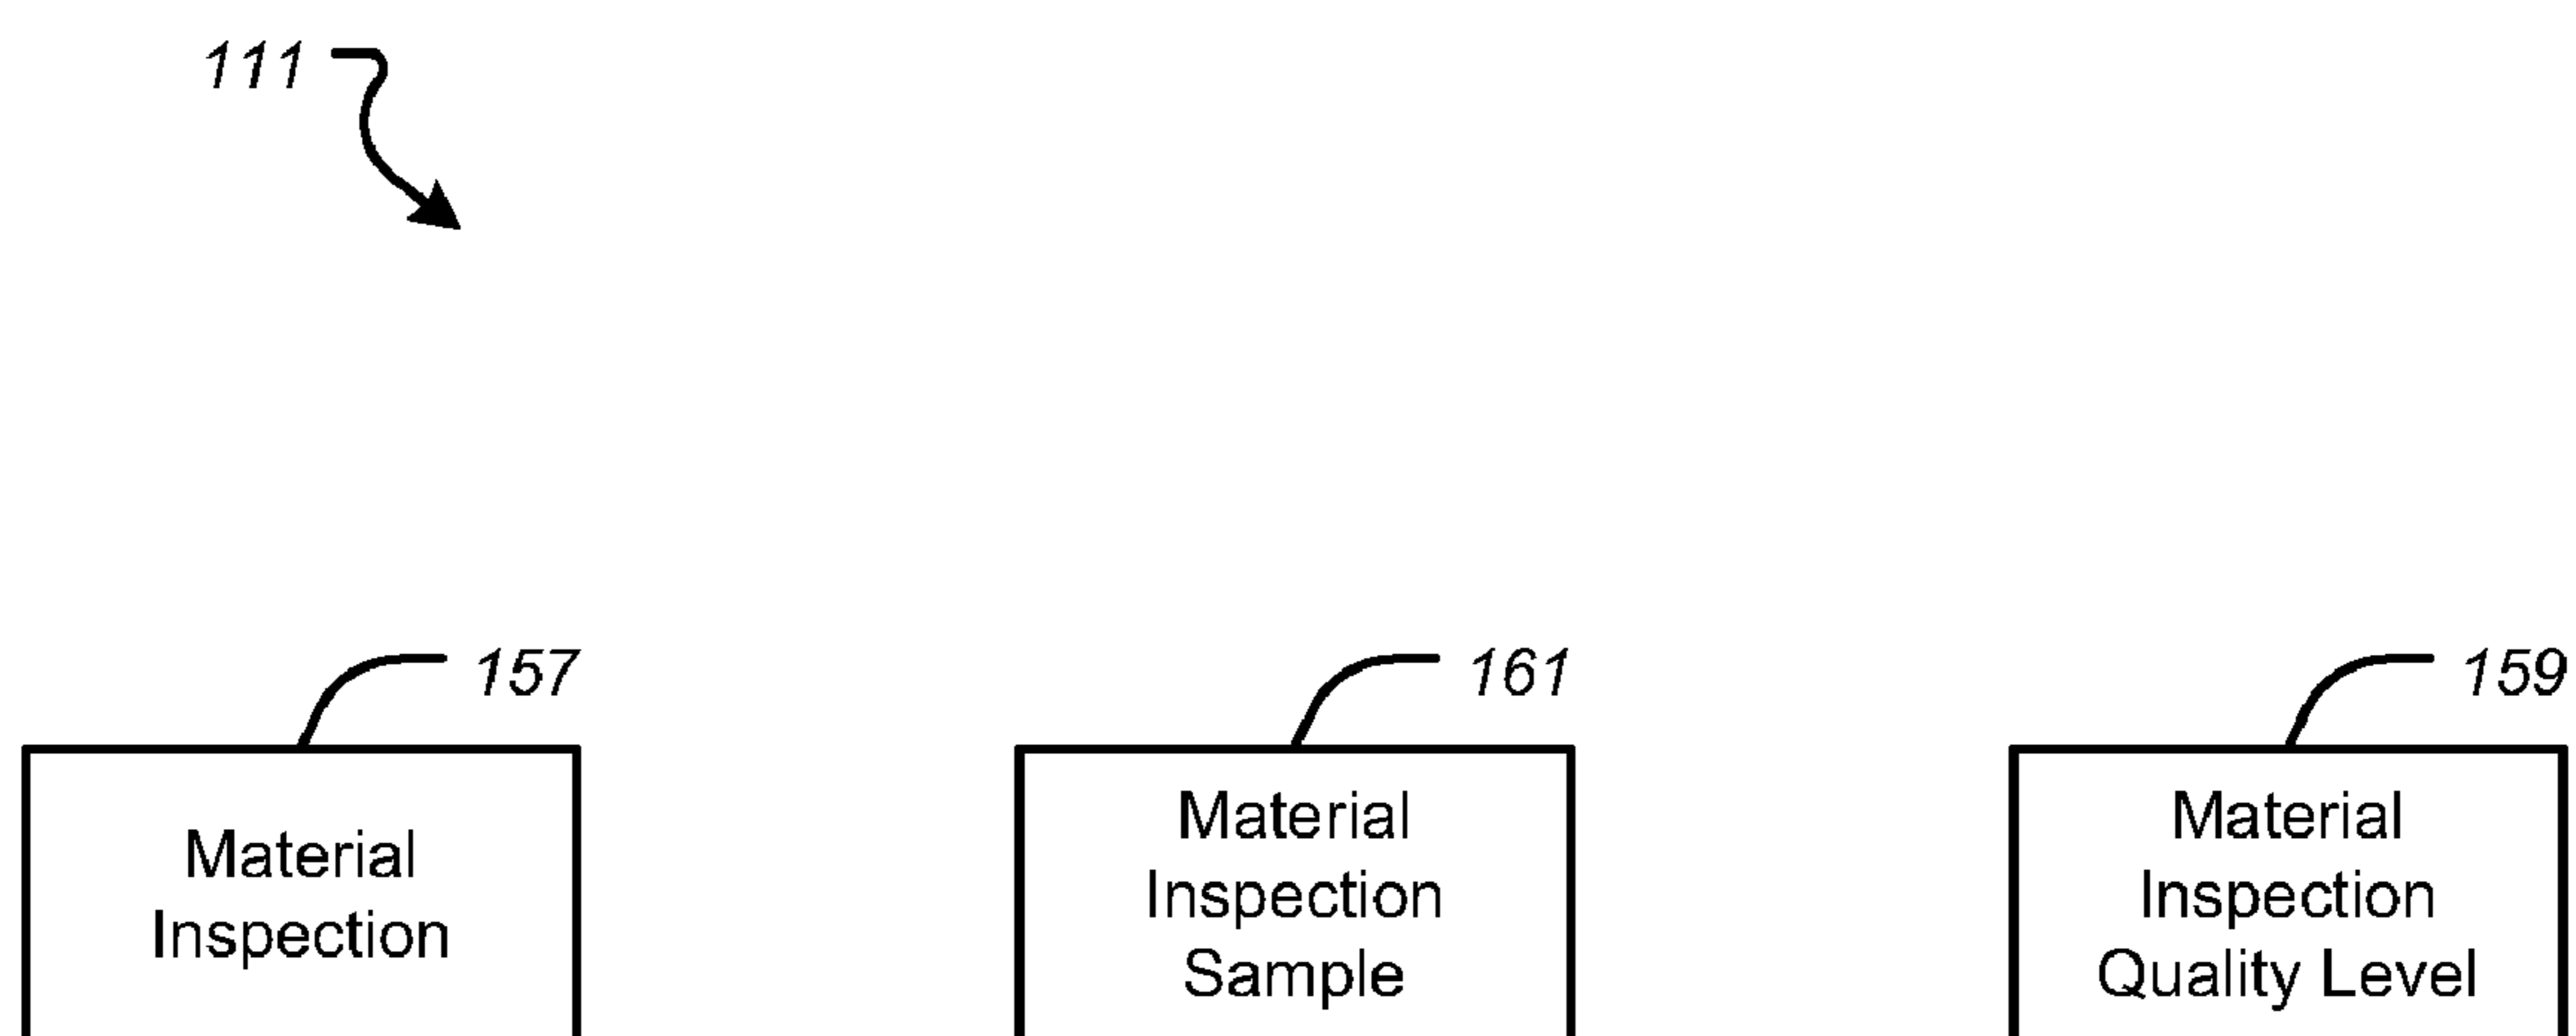 111
157
161
159
Material
Inspection
Material
Inspection
Sample
Material
Inspection
Quality Level